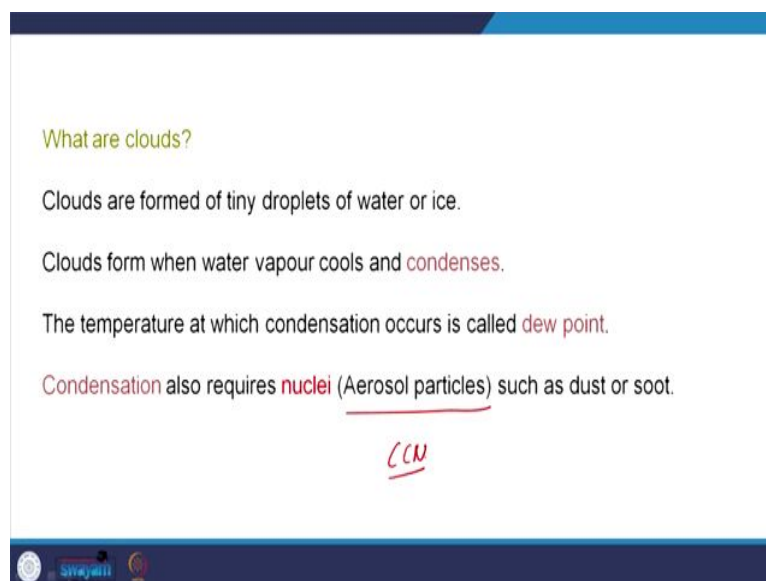 What are clouds?
Clouds are formed of tiny droplets of water or ice.
Clouds form when water vapour cools and condenses.
The temperature at which condensation occurs is called dew point.
Condensation also requires nuclei (Aerosol particles) such as dust or soot.
CCN
swayam